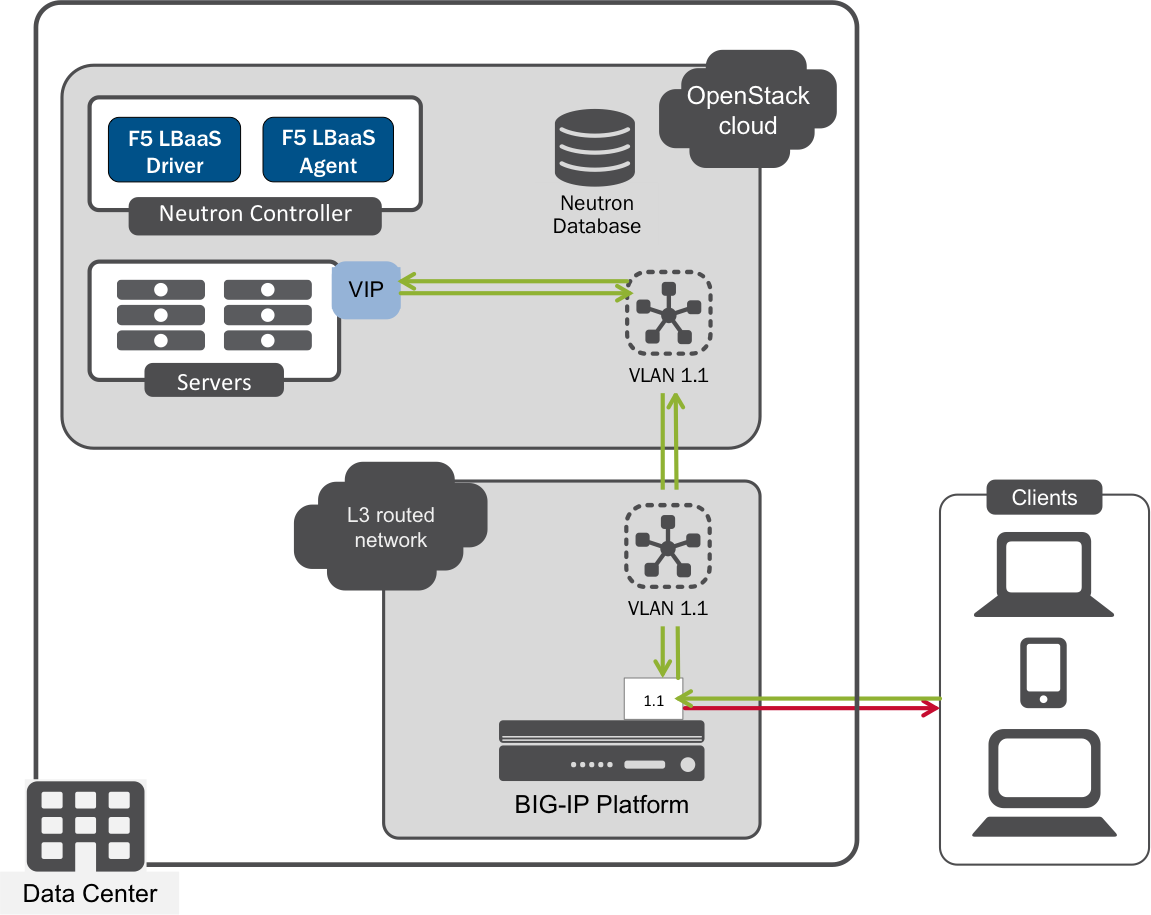 OpenStack
cloud
F5 LBaaS
Driver
F5 LBaaS
Agent
Neutron Controller
Neutron
Database
VIP
Servers
VLAN 1.1
L3 routed
network
VLAN 1.1
1.1
BIG-IP Platform
Clients
Data Center